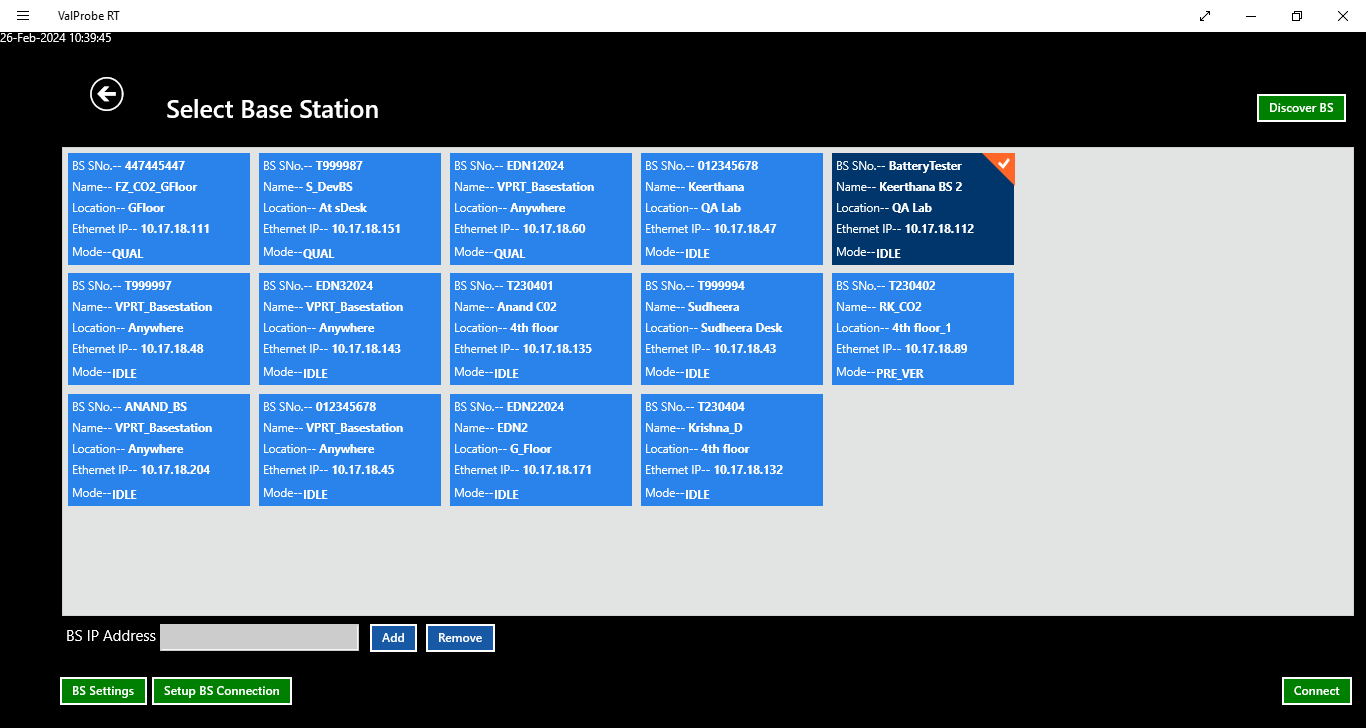 ValProbe RT
26-Feb-2024 10:39:45
Select Base Station
Discover BS
BS SNo.-- 447445447
Name-- FZ_CO2_GFloor
Location-- GFloor
Ethernet IP-- 10.17.18.111
Mode--QUAL
BS SNo.-- T999987
Name-- S_DevBS
Location-- At sDesk
Ethernet IP-- 10.17.18.151
Mode--QUAL
BS SNo.-- EDN12024
Name-- VPRT_Basestation
Location-- Anywhere
Ethernet IP-- 10.17.18.60
Mode--QUAL
BS SNo.-- 012345678
Name-- Keerthana
Location-- QA Lab
Ethernet IP-- 10.17.18.47
Mode--IDLE
BS SNo.-- BatteryTester
Name-- Keerthana BS 2
Location-- QA Lab
Ethernet IP-- 10.17.18.112
Mode--IDLE
BS SNo.-- T999997
Name-- VPRT_Basestation
Location-- Anywhere
Ethernet IP-- 10.17.18.48
Mode--IDLE
BS SNo.-- EDN32024
Name-- VPRT_Basestation
Location-- Anywhere
Ethernet IP-- 10.17.18.143
Mode--IDLE
BS SNo.-- T230401
Name-- Anand C02
Location-- 4th floor
Ethernet IP-- 10.17.18.135
Mode--IDLE
BS SNo.-- T999994
Name-- Sudheera
Location-- Sudheera Desk
Ethernet IP-- 10.17.18.43
Mode--IDLE
BS SNo.-- T230402
Name-- RK_CO2
Location-- 4th floor_1
Ethernet IP-- 10.17.18.89
Mode--PRE_VER
BS SNo.-- ANAND_BS
Name-- VPRT_Basestation
Location-- Anywhere
Ethernet IP-- 10.17.18.204
Mode--IDLE
BS SNo.-- 012345678
Name-- VPRT_Basestation
Location-- Anywhere
Ethernet IP-- 10.17.18.45
Mode--IDLE
BS SNo.-- EDN22024
Name-- EDN2
Location-- G_Floor
Ethernet IP-- 10.17.18.171
Mode--IDLE
BS SNo.-- T230404
Name-- Krishna_D
Location-- 4th floor
Ethernet IP-- 10.17.18.132
Mode--IDLE
BS IP Address
Add
Remove
BS Settings
Setup BS Connection
Connect